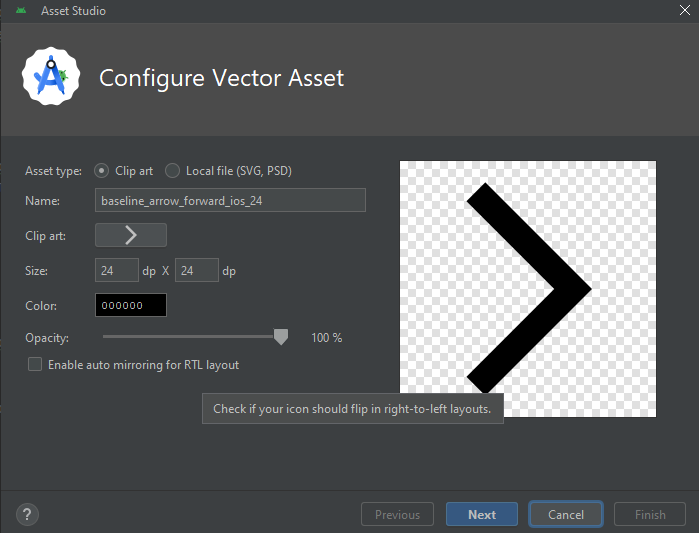 Asset Studio
Configure Vector Asset
Asset type: Clip art Local file (SVG, PSD)
Name: baseline_arrow_forward_ios_24
Clip art:
Size: 24 dp X 24 dp
Color: 000000
Opacity: 100 %
Enable auto mirroring for RTL layout
Check if your icon should flip in right-to-left layouts.
? Previous Next Cancel Finish